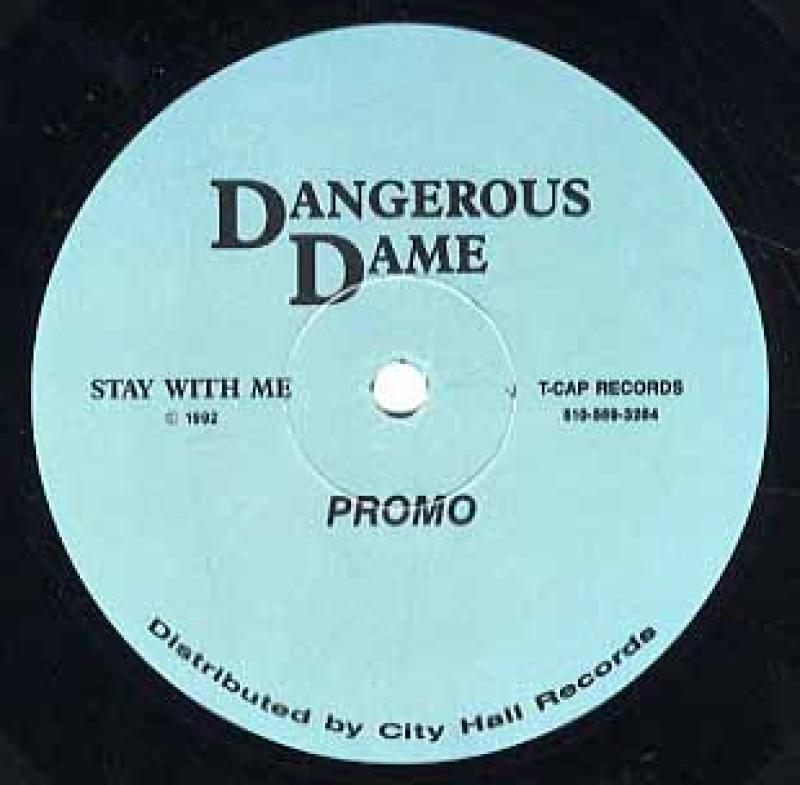 DANGEROUS
DAME
STAY WITH ME
© 1992
T-CAP RECORDS
PROMO
Distributed by City Hall Records